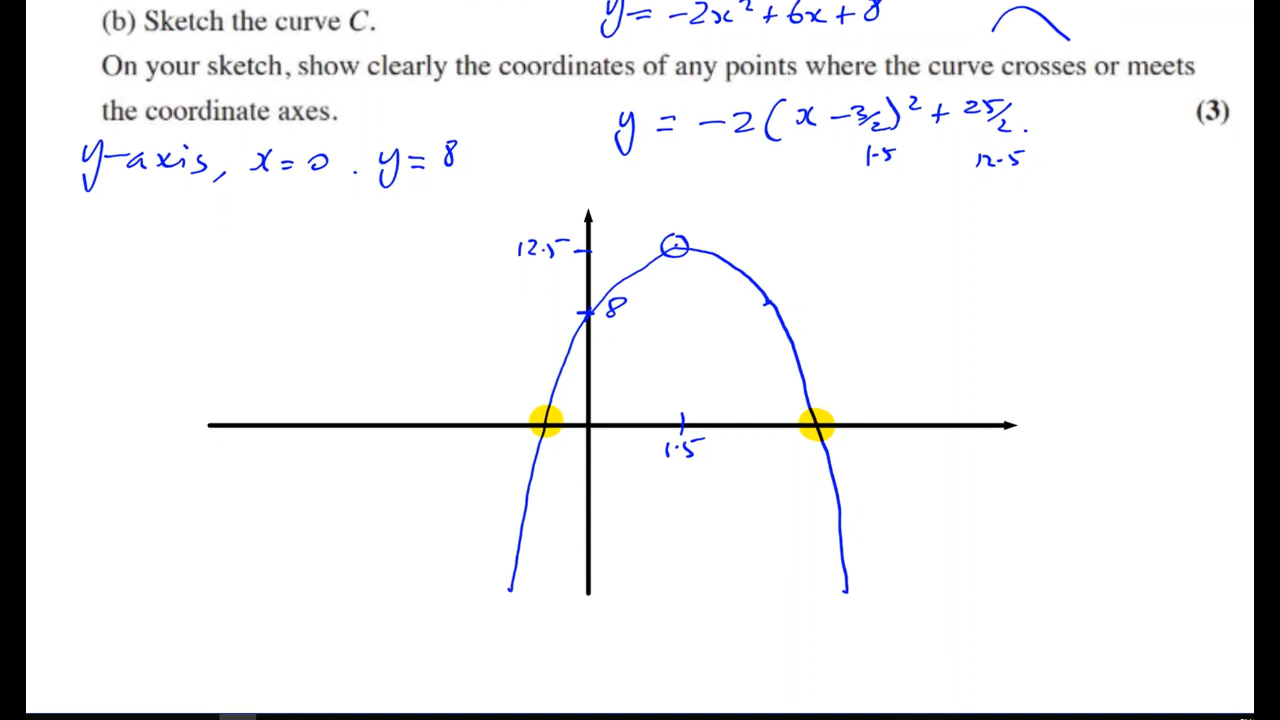 (b) Sketch the curve C.
y = -2x² + 6x + 8
On your sketch, show clearly the coordinates of any points where the curve crosses or meets
the coordinate axes.
(3)
y = -2(x - 3/2)² + 25/2.
1.5
12.5
y-axis, x = 0 . y = 8
12.5
8
1.5